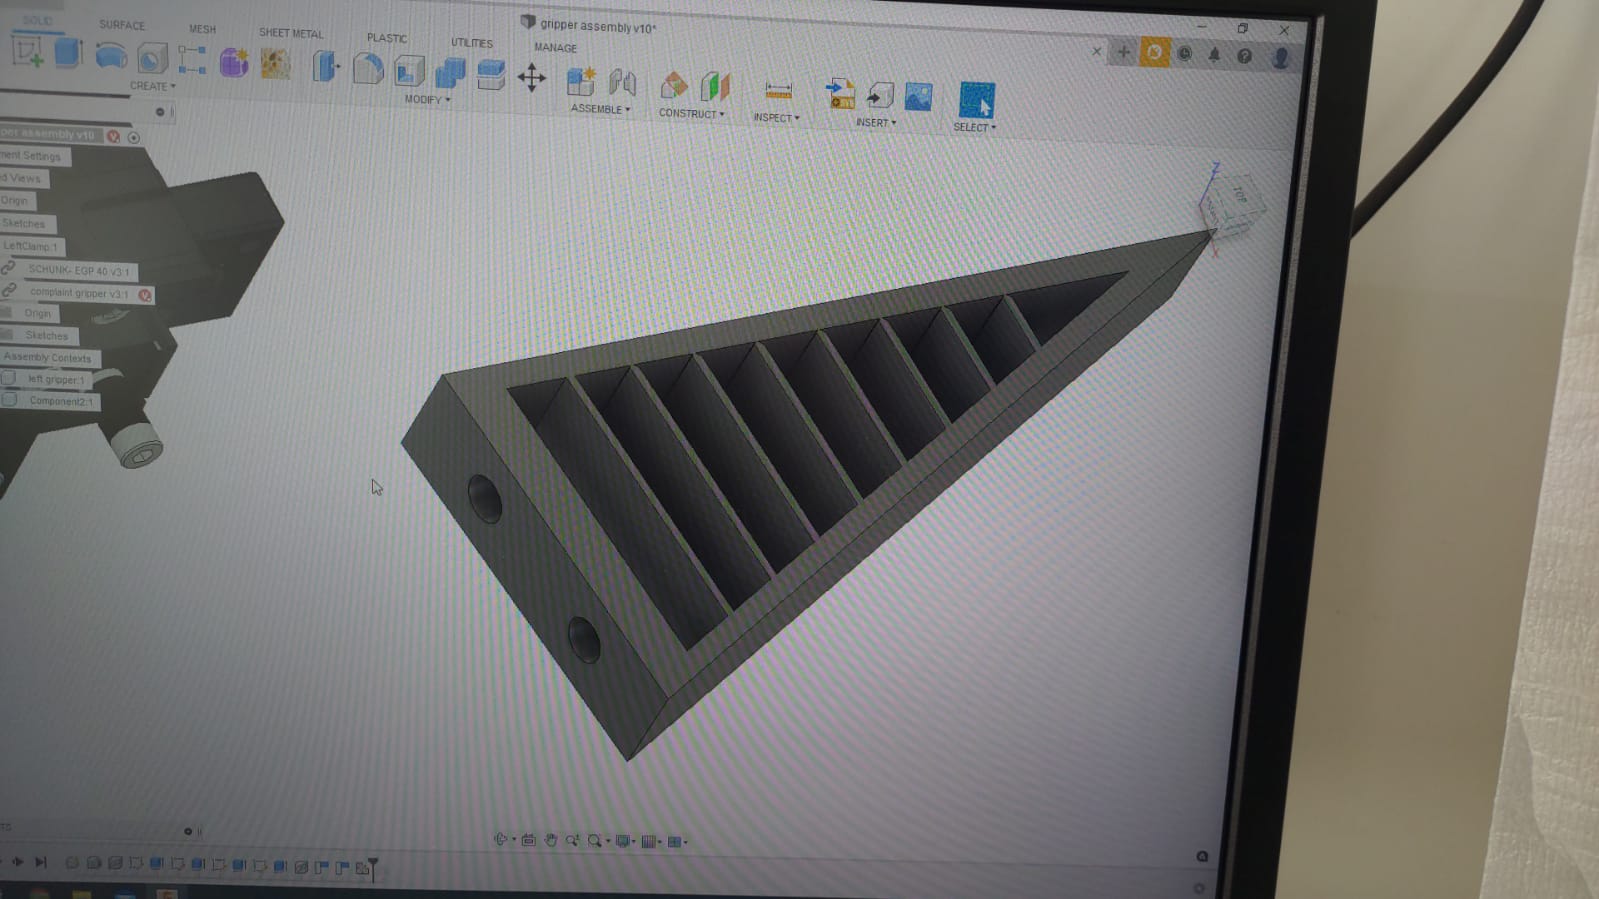 gripper assembly v10*
SOLID
SURFACE
MESH
SHEET METAL
PLASTIC
UTILITIES
MANAGE
CREATE
MODIFY
ASSEMBLE
CONSTRUCT
INSPECT
INSERT
SELECT
per assembly v10
ment Settings
d Views
Origin
Sketches
LeftClamp:1
SCHUNK- EGP 40 v3:1
complaint gripper v3:1
Origin
Sketches
Assembly Contexts
left gripper:1
Component2:1
Z
TOP
X
TS